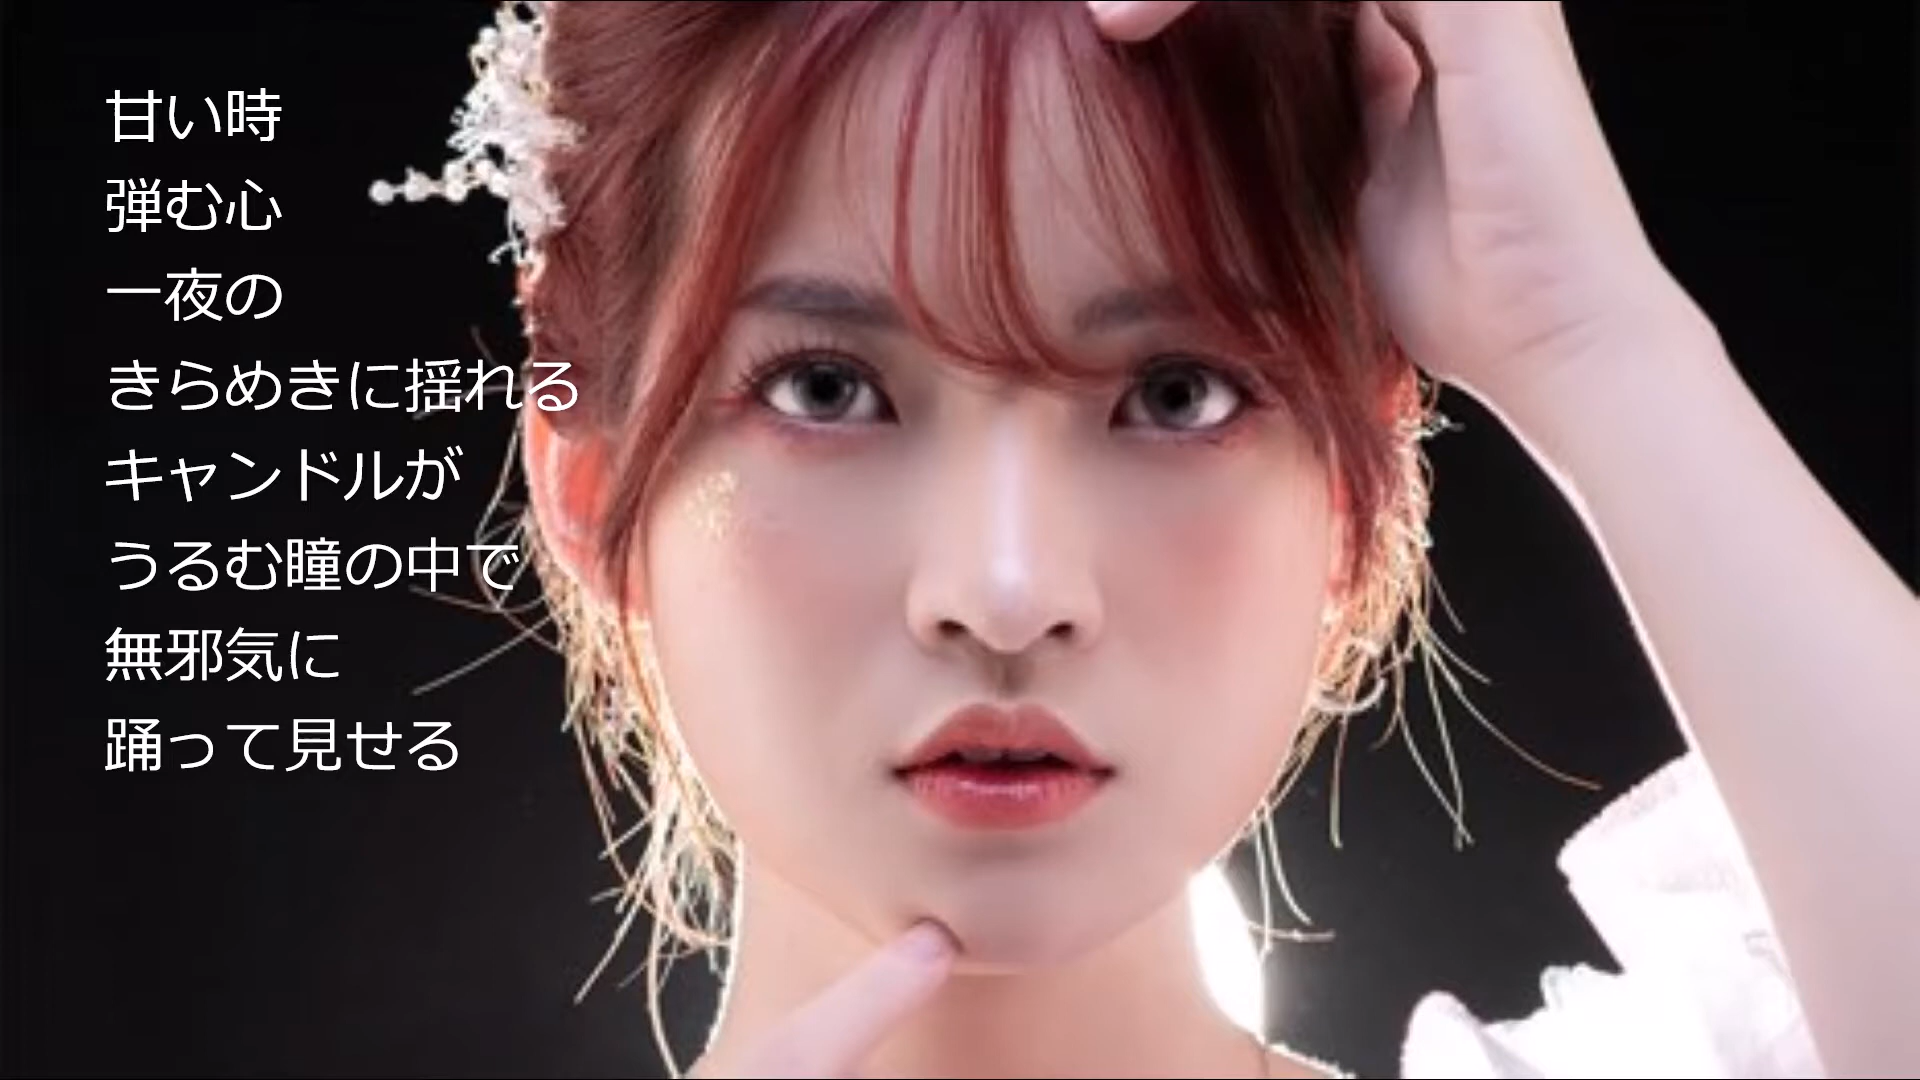 甘い時
弾む心
一夜の
きらめきに揺れる
キャンドルが
うるむ瞳の中で
無邪気に
踊って見せる